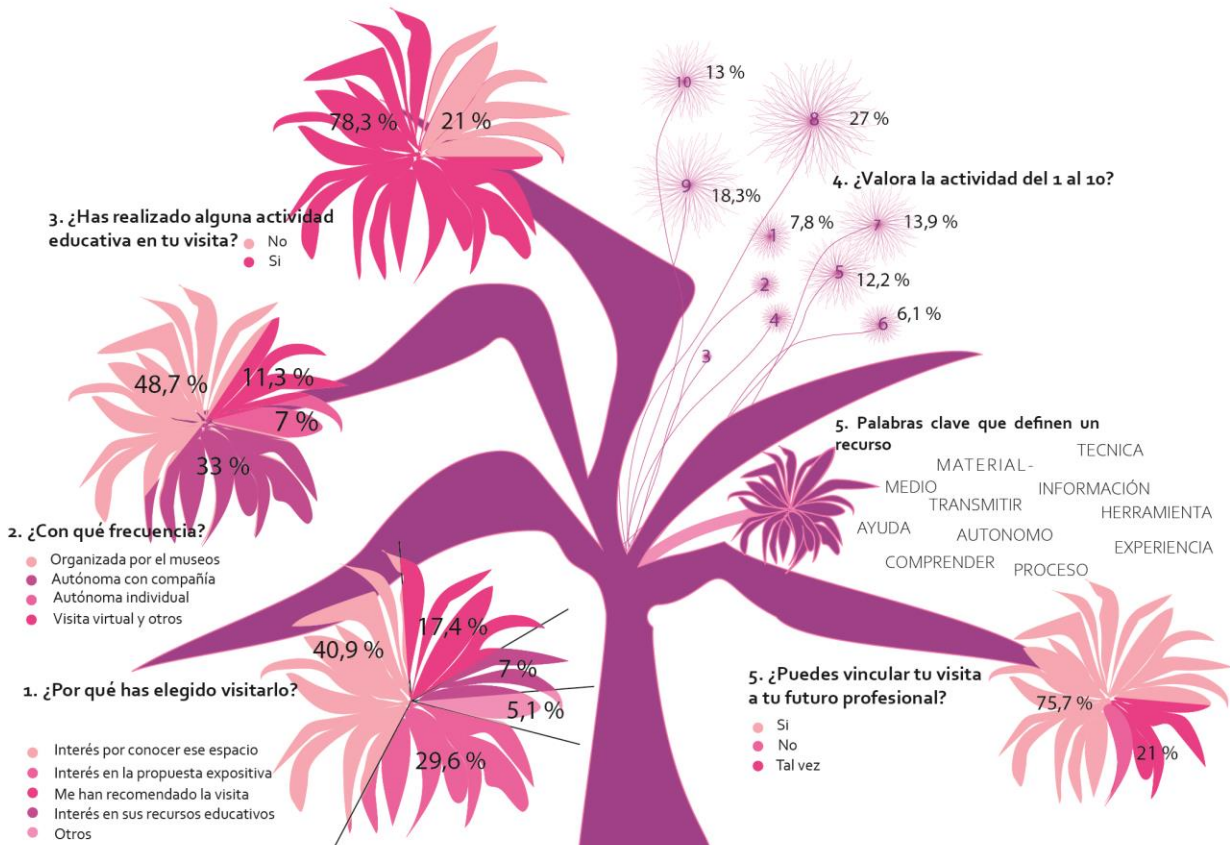 78,3 %
21 %
3. ¿Has realizado alguna actividad
educativa en tu visita?
No
Si
10
13 %
8
27 %
9
18,3%
4. ¿Valora la actividad del 1 al 10?
1
7,8 %
7
13,9 %
2
5
12,2 %
4
6
6,1 %
3
48,7 %
11,3 %
7 %
33 %
2. ¿Con qué frecuencia?
Organizada por el museos
Autónoma con compañía
Autónoma individual
Visita virtual y otros
5. Palabras clave que definen un
recurso
TECNICA
MATERIAL-
MEDIO
INFORMACIÓN
TRANSMITIR
HERRAMIENTA
AYUDA
AUTONOMO
EXPERIENCIA
COMPRENDER
PROCESO
40,9 %
17,4 %
7 %
5,1 %
29,6 %
1. ¿Por qué has elegido visitarlo?
Interés por conocer ese espacio
Interés en la propuesta expositiva
Me han recomendado la visita
Interés en sus recursos educativos
Otros
5. ¿Puedes vincular tu visita
a tu futuro profesional?
Si
No
Tal vez
75,7 %
21 %